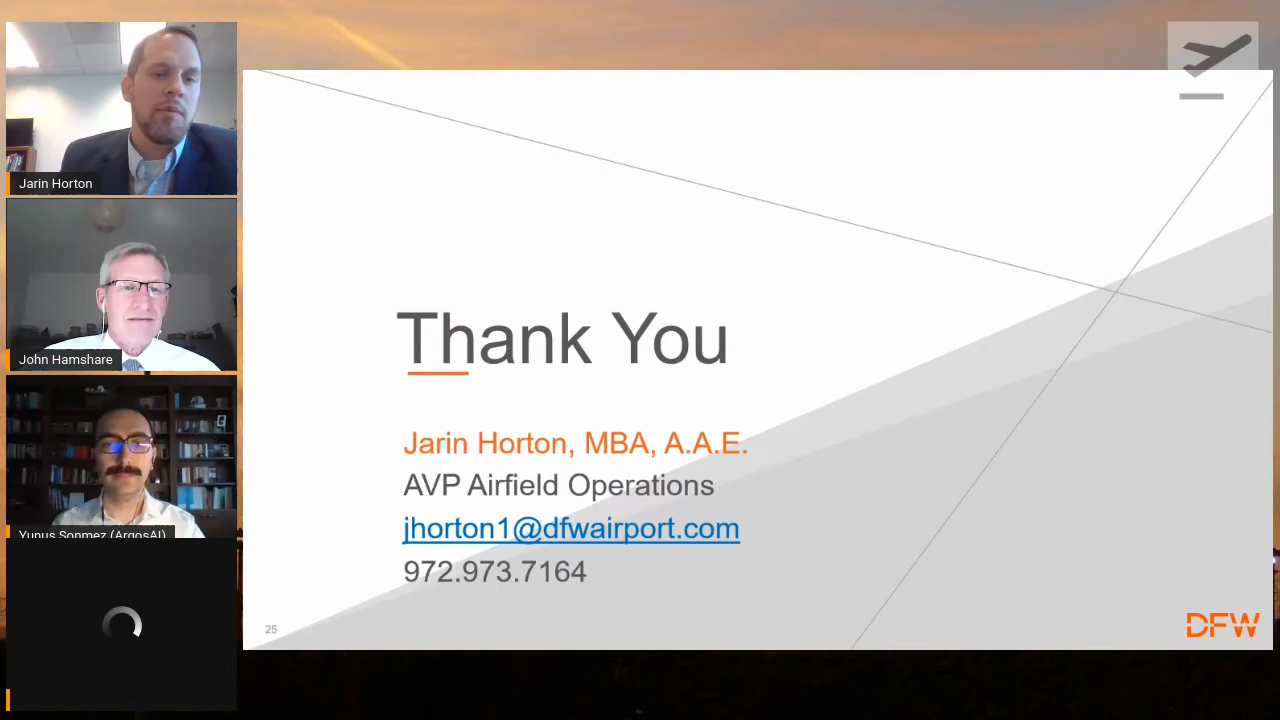 Jarin Horton
John Hamshare
Yunus Sonmez (ArgosAI)
Thank You
Jarin Horton, MBA, A.A.E.
AVP Airfield Operations
jhorton1@dfwairport.com
972.973.7164
25
DFW